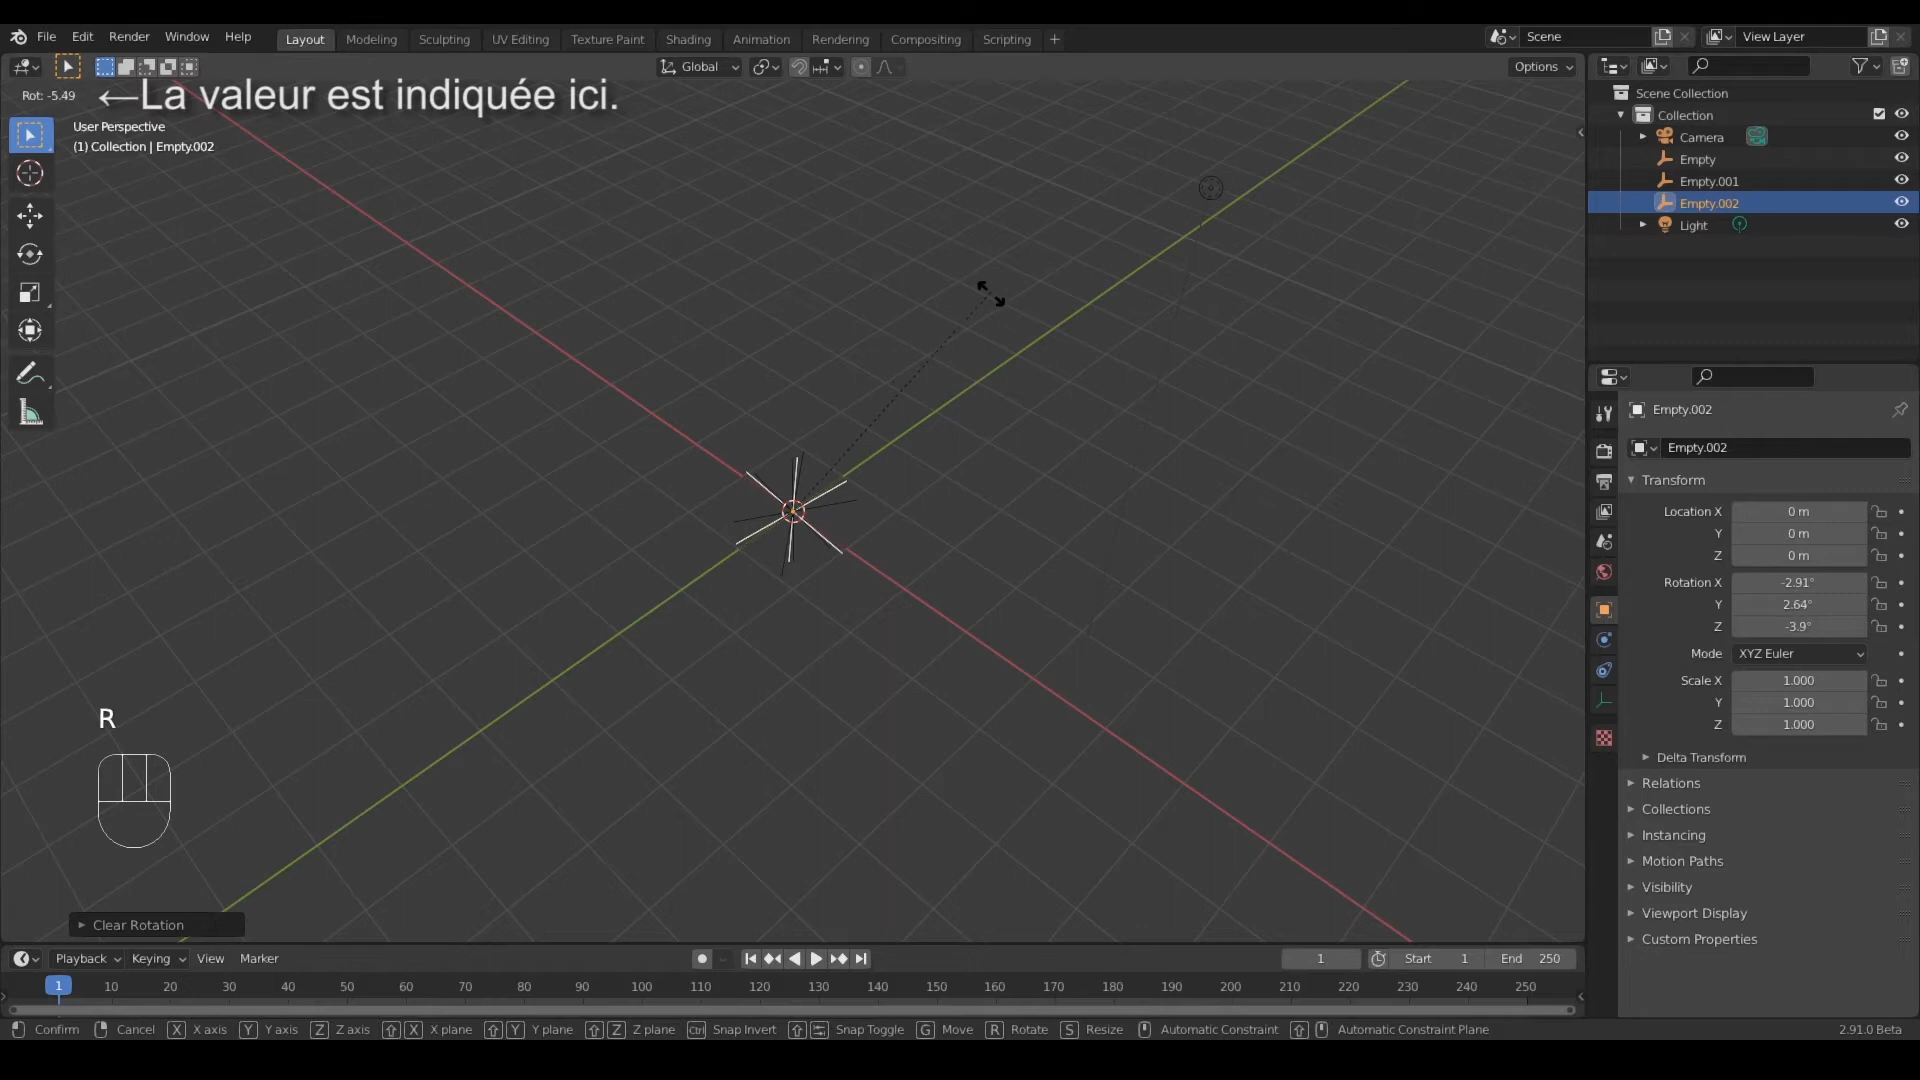 File Edit Render Window Help Layout Modeling Sculpting UV Editing Texture Paint Shading Animation Rendering Compositing Scripting + Scene View Layer
Global Options
Rot: -5.49 ←La valeur est indiquée ici.
User Perspective
(1) Collection | Empty.002
Scene Collection
Collection
Camera
Empty
Empty.001
Empty.002
Light
Empty.002
Empty.002
Transform
Location X 0 m
Y 0 m
Z 0 m
Rotation X -2.91°
Y 2.64°
Z -3.9°
Mode XYZ Euler
Scale X 1.000
Y 1.000
Z 1.000
Delta Transform
Relations
Collections
Instancing
Motion Paths
Visibility
Viewport Display
Custom Properties
R
Clear Rotation
Playback Keying View Marker 1 Start 1 End 250
1 10 20 30 40 50 60 70 80 90 100 110 120 130 140 150 160 170 180 190 200 210 220 230 240 250
Confirm Cancel X X axis Y Y axis Z Z axis X X plane Y Y plane Z Z plane Ctrl Snap Invert Snap Toggle G Move R Rotate S Resize Automatic Constraint Automatic Constraint Plane 2.91.0 Beta